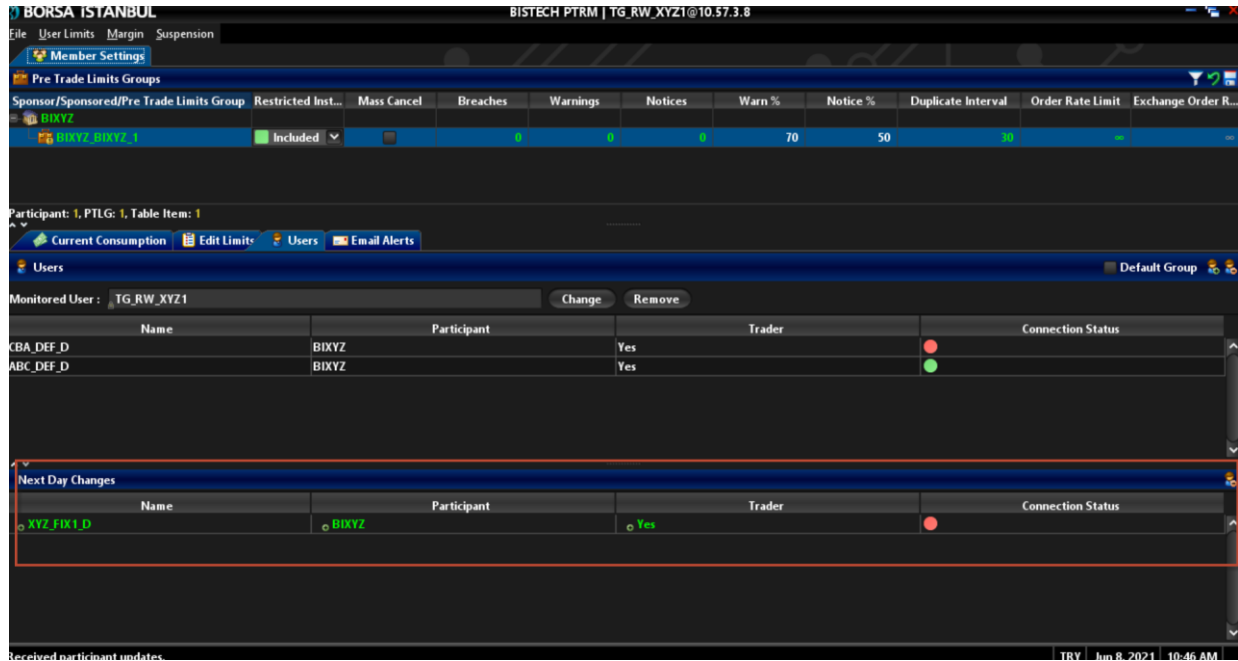 BORSA İSTANBUL BISTECH PTRM | TG_RW_XYZ1@10.57.3.8
File User Limits Margin Suspension
Member Settings
Pre Trade Limits Groups
Sponsor/Sponsored/Pre Trade Limits Group Restricted Inst... Mass Cancel Breaches Warnings Notices Warn % Notice % Duplicate Interval Order Rate Limit Exchange Order R...
BIXYZ
BIXYZ_BIXYZ_1 Included 0 0 0 70 50 30 ∞ ∞
Participant: 1, PTLG: 1, Table Item: 1
Current Consumption Edit Limits Users Email Alerts
Users Default Group
Monitored User : TG_RW_XYZ1 Change Remove
Name Participant Trader Connection Status
CBA_DEF_D BIXYZ Yes
ABC_DEF_D BIXYZ Yes
Next Day Changes
Name Participant Trader Connection Status
XYZ_FIX1_D BIXYZ Yes
Received participant updates. TRY Jun 8, 2021 10:46 AM